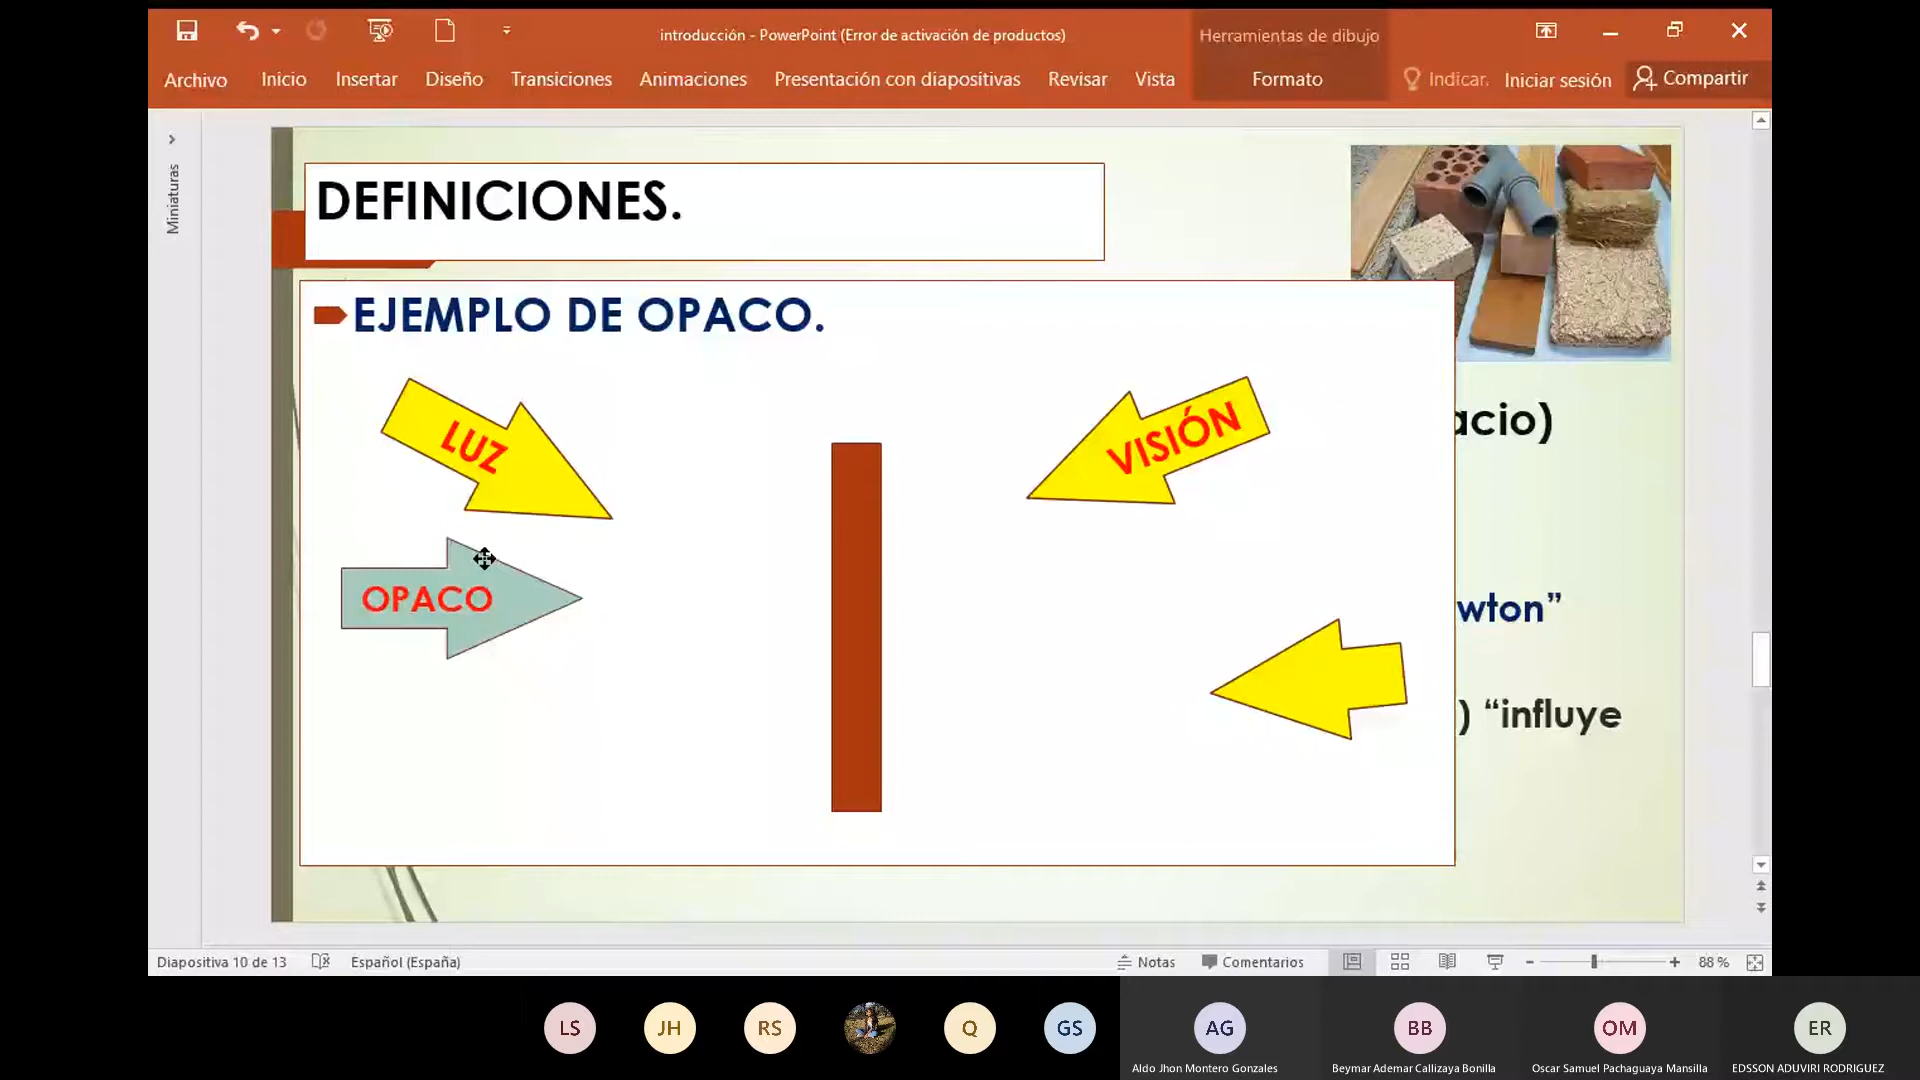 introducción - PowerPoint (Error de activación de productos)
Herramientas de dibujo
Archivo
Inicio
Insertar
Diseño
Transiciones
Animaciones
Presentación con diapositivas
Revisar
Vista
Formato
Indicar.
Iniciar sesión
Compartir
Miniaturas
DEFINICIONES.
EJEMPLO DE OPACO.
LUZ
VISIÓN
OPACO
acio)
wton”
) “influye
Diapositiva 10 de 13
Español (España)
Notas
Comentarios
88 %
LS
JH
RS
Q
GS
AG
BB
OM
ER
Aldo Jhon Montero Gonzales
Beymar Ademar Callizaya Bonilla
Oscar Samuel Pachaguaya Mansilla
EDSSON ADUVIRI RODRIGUEZ